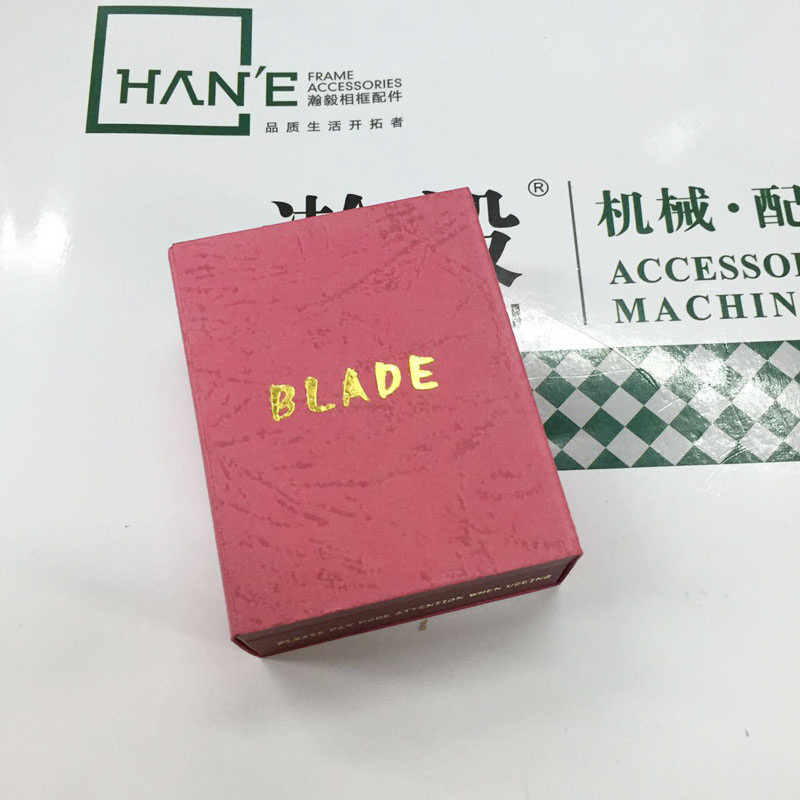 HAN'E
FRAME
ACCESSORIES
瀚毅相框配件
品质生活开拓者
®
机械·配
ACCESSO
MACHIN
BLADE
PLEASE PAY MORE ATTENTION WHEN USEING